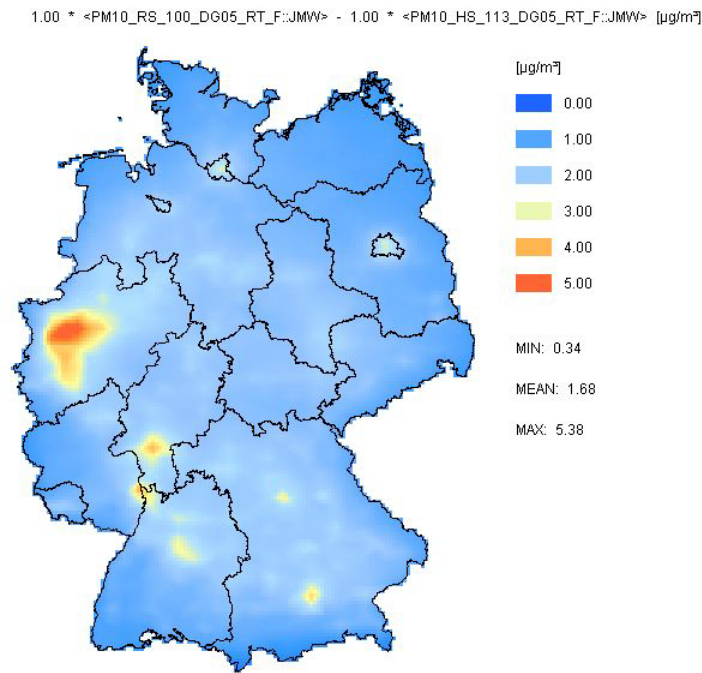 1.00 * <PM10_RS_100_DG05_RT_F::JMW> - 1.00 * <PM10_HS_113_DG05_RT_F::JMW> [µg/m³]
[µg/m³]
0.00
1.00
2.00
3.00
4.00
5.00
MIN: 0.34
MEAN: 1.68
MAX: 5.38